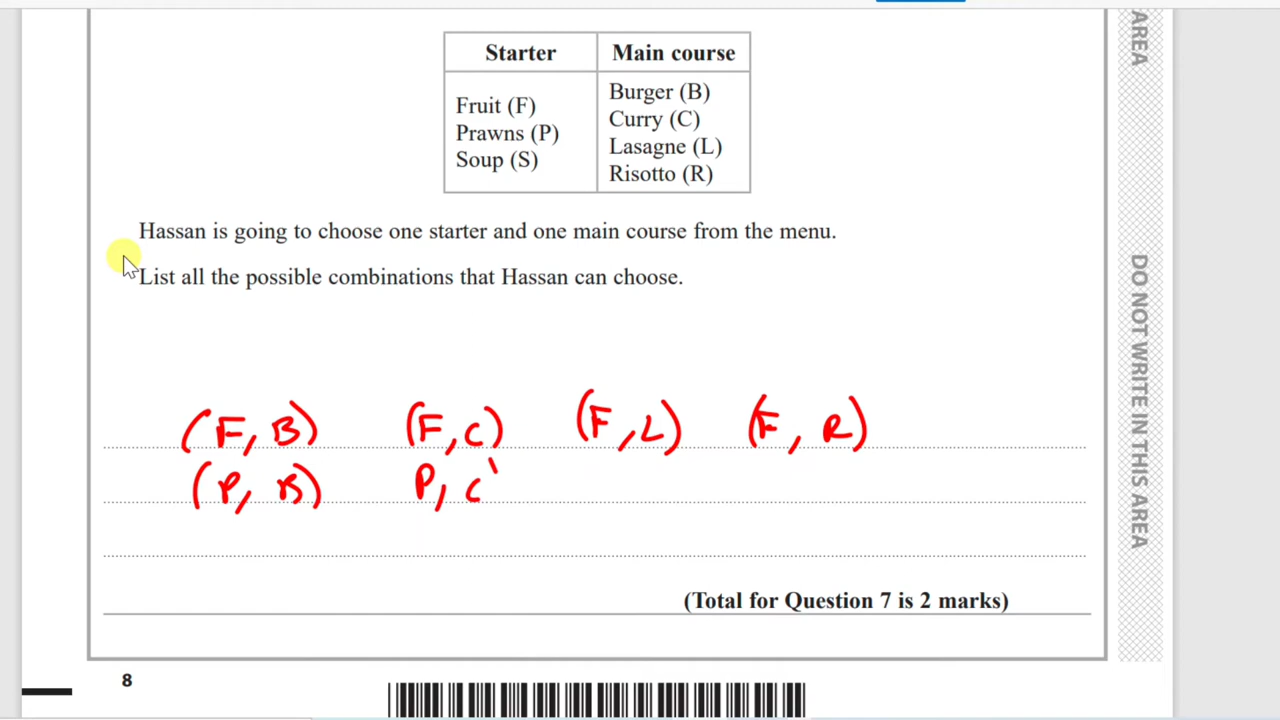 AREA
Starter Main course
Fruit (F)
Prawns (P)
Soup (S)
Burger (B)
Curry (C)
Lasagne (L)
Risotto (R)
Hassan is going to choose one starter and one main course from the menu.
List all the possible combinations that Hassan can choose.
(F, B) (F, C) (F, L) (F, R)
(P, B) P, C
(Total for Question 7 is 2 marks)
8
DO NOT WRITE IN THIS AREA